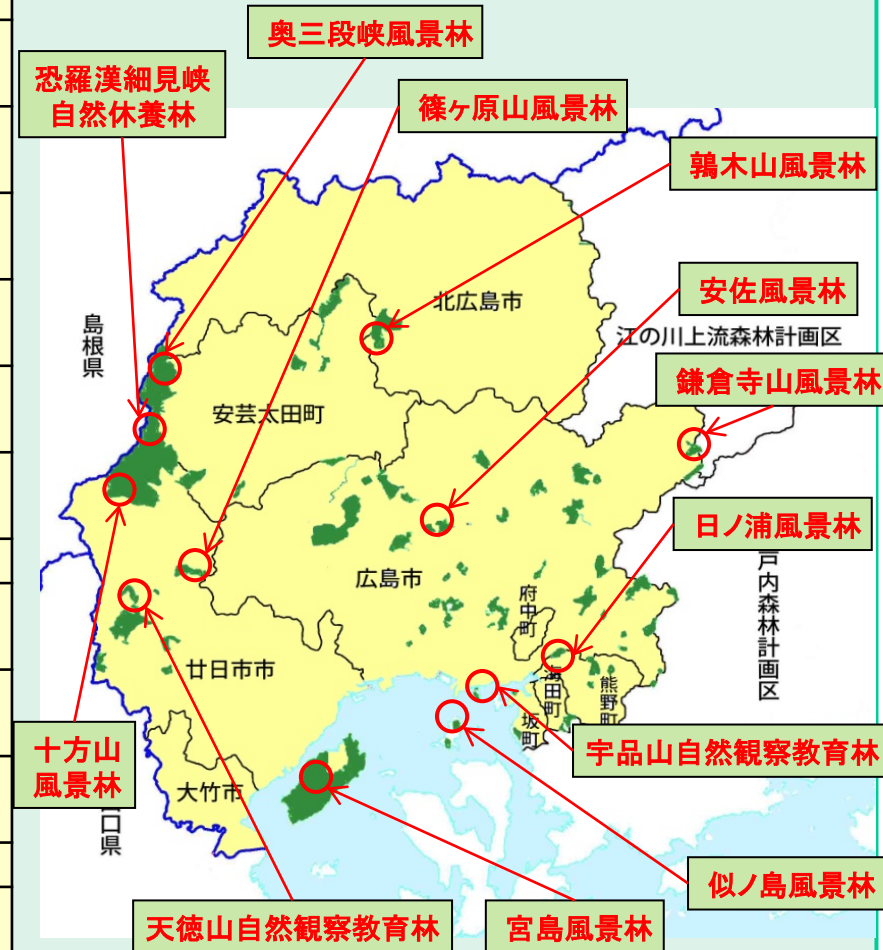 奥三段峡風景林
恐羅漢細見峡
自然休養林
篠ヶ原山風景林
鶉木山風景林
北広島市
安佐風景林
島根県
江の川上流森林計画区
鎌倉寺山風景林
安芸太田町
日ノ浦風景林
戸内森林計画区
広島市
府中町
廿日市市
海田町
熊野町
坂町
十方山
風景林
宇品山自然観察教育林
大竹市
口県
似ノ島風景林
天徳山自然観察教育林
宮島風景林